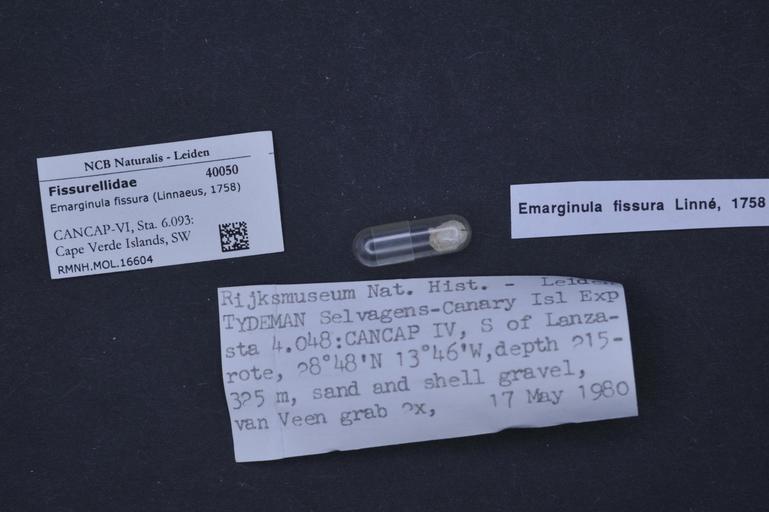 NCB Naturalis - Leiden
Fissurellidae 40050
Emarginula fissura (Linnaeus, 1758)
CANCAP-VI, Sta. 6.093:
Cape Verde Islands, SW
RMNH.MOL.16604
Emarginula fissura Linné, 1758
Rijksmuseum Nat. Hist. - Leiden
TYDEMAN Selvagens-Canary Isl Exp
sta 4.048:CANCAP IV, S of Lanza-
rote, 28°48'N 13°46'W,depth 215-
325 m, sand and shell gravel,
van Veen grab 2x, 17 May 1980